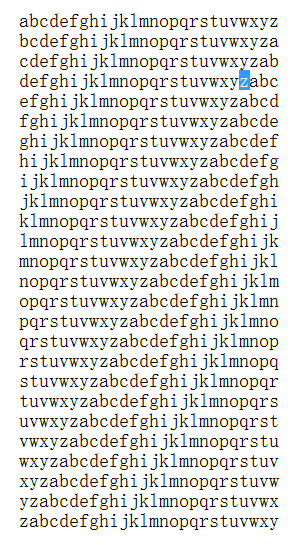 abcdefghijklmnopqrstuvwxyz
bcdefghijklmnopqrstuvwxyza
cdefghijklmnopqrstuvwxyzab
defghijklmnopqrstuvwxyzabc
efghijklmnopqrstuvwxyzabcd
fghijklmnopqrstuvwxyzabcde
ghijklmnopqrstuvwxyzabcdef
hijklmnopqrstuvwxyzabcdefg
ijklmnopqrstuvwxyzabcdefgh
jklmnopqrstuvwxyzabcdefghi
klmnopqrstuvwxyzabcdefghij
lmnopqrstuvwxyzabcdefghijk
mnopqrstuvwxyzabcdefghijkl
nopqrstuvwxyzabcdefghijklm
opqrstuvwxyzabcdefghijklmn
pqrstuvwxyzabcdefghijklmno
qrstuvwxyzabcdefghijklmnop
rstuvwxyzabcdefghijklmnopq
stuvwxyzabcdefghijklmnopqr
tuvwxyzabcdefghijklmnopqrs
uvwxyzabcdefghijklmnopqrst
vwxyzabcdefghijklmnopqrstu
wxyzabcdefghijklmnopqrstuv
xyzabcdefghijklmnopqrstuvw
yzabcdefghijklmnopqrstuvwx
zabcdefghijklmnopqrstuvwxy